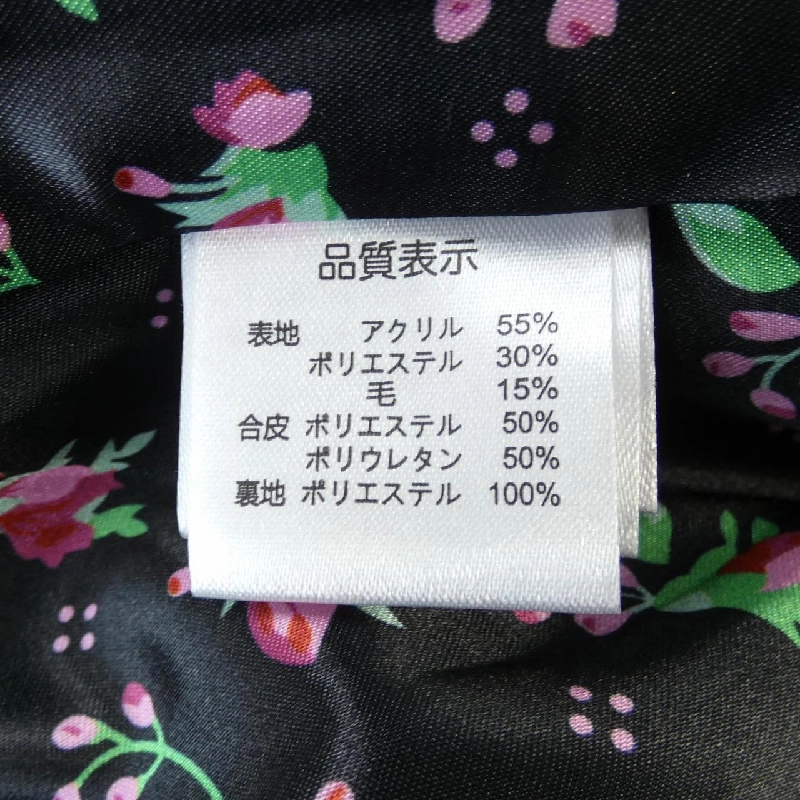 品質表示
表地 アクリル 55%
ポリエステル 30%
毛 15%
合皮 ポリエステル 50%
ポリウレタン 50%
裏地 ポリエステル 100%